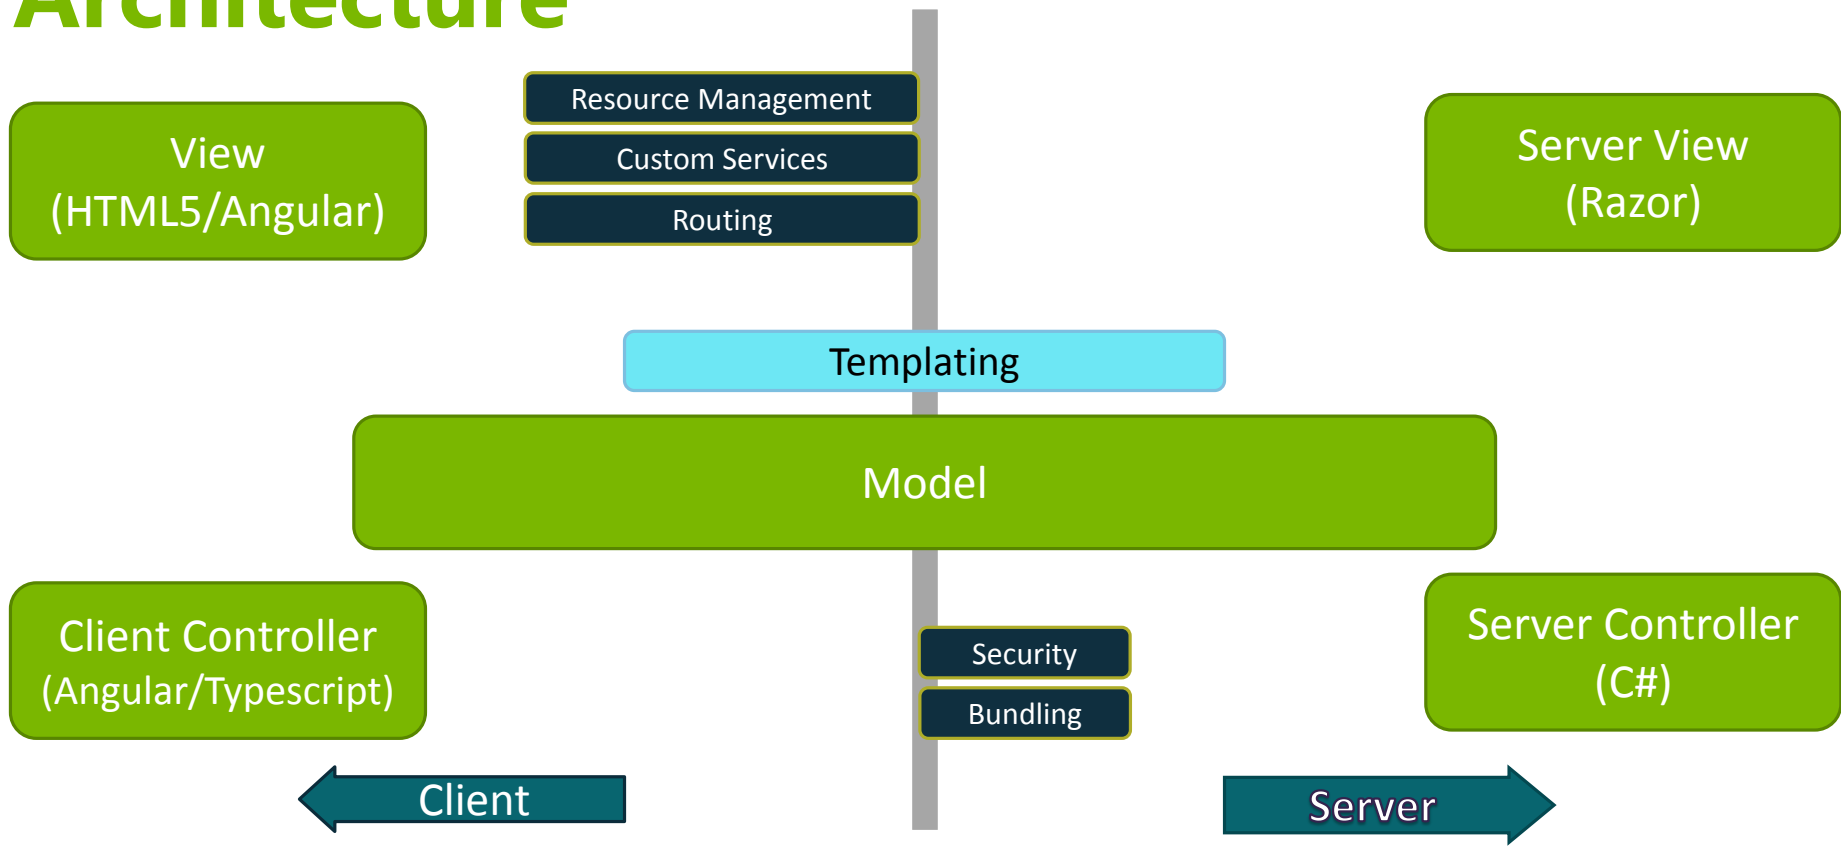 Architecture
Resource Management
Custom Services
Routing
View
(HTML5/Angular)
Server View
(Razor)
Templating
Model
Client Controller
(Angular/Typescript)
Security
Bundling
Server Controller
(C#)
Client
Server